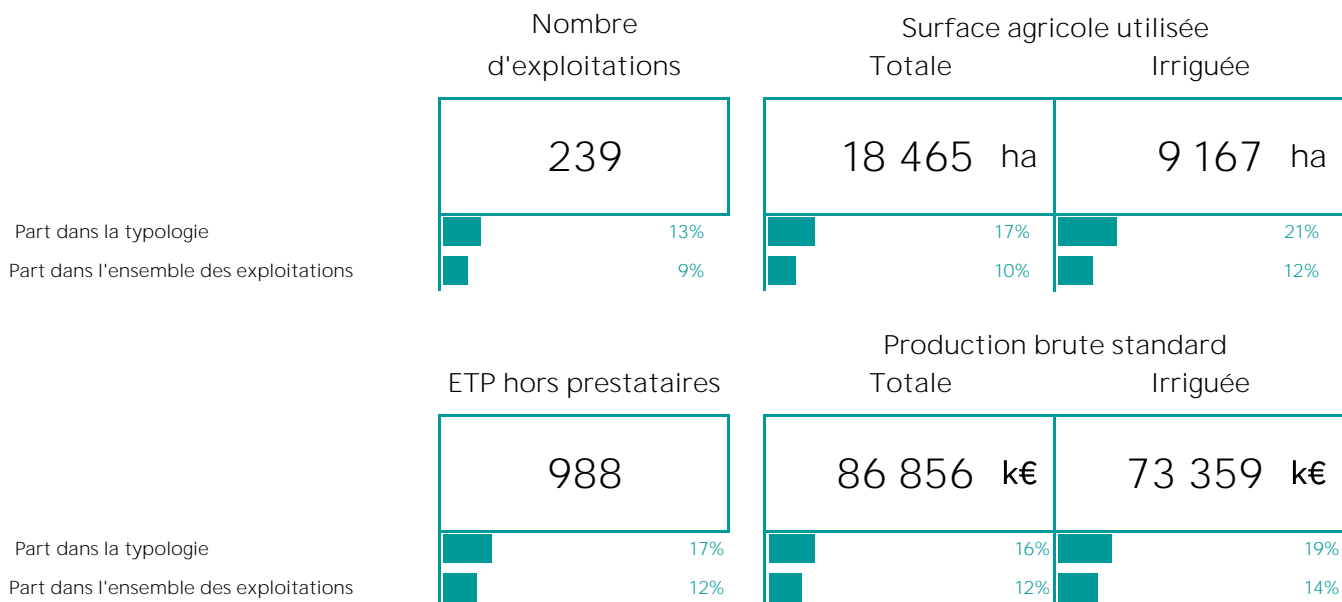 Nombre
d'exploitations
Surface agricole utilisée
Totale Irriguée
239 18 465 ha 9 167 ha
Part dans la typologie 13% 17% 21%
Part dans l'ensemble des exploitations 9% 10% 12%
Production brute standard
ETP hors prestataires Totale Irriguée
988 86 856 k€ 73 359 k€
Part dans la typologie 17% 16% 19%
Part dans l'ensemble des exploitations 12% 12% 14%